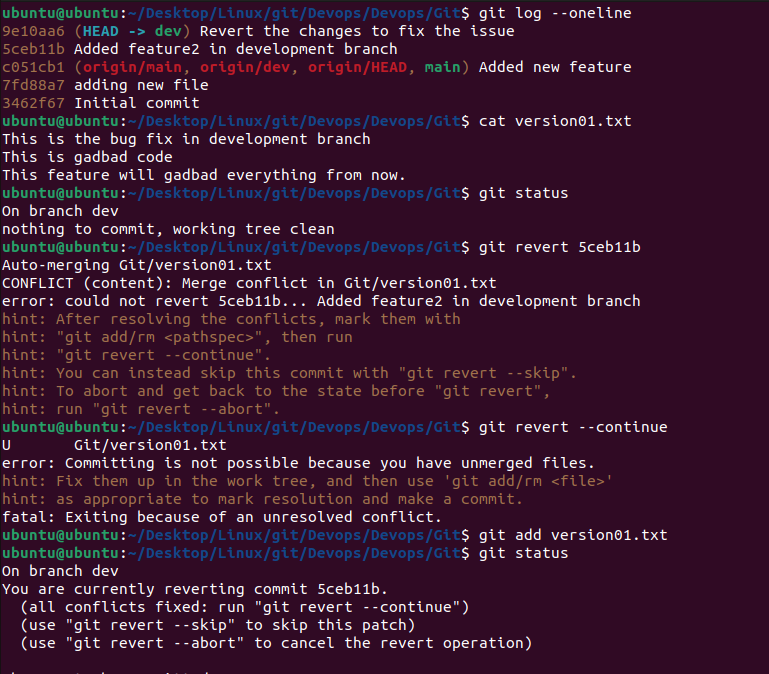 ubuntu@ubuntu:~/Desktop/Linux/git/Devops/Devops/Git$ git log --oneline
9e10aa6 (HEAD -> dev) Revert the changes to fix the issue
5ceb11b Added feature2 in development branch
c051cb1 (origin/main, origin/dev, origin/HEAD, main) Added new feature
7fd88a7 adding new file
3462f67 Initial commit
ubuntu@ubuntu:~/Desktop/Linux/git/Devops/Devops/Git$ cat version01.txt
This is the bug fix in development branch
This is gadbad code
This feature will gadbad everything from now.
ubuntu@ubuntu:~/Desktop/Linux/git/Devops/Devops/Git$ git status
On branch dev
nothing to commit, working tree clean
ubuntu@ubuntu:~/Desktop/Linux/git/Devops/Devops/Git$ git revert 5ceb11b
Auto-merging Git/version01.txt
CONFLICT (content): Merge conflict in Git/version01.txt
error: could not revert 5ceb11b... Added feature2 in development branch
hint: After resolving the conflicts, mark them with
hint: "git add/rm <pathspec>", then run
hint: "git revert --continue".
hint: You can instead skip this commit with "git revert --skip".
hint: To abort and get back to the state before "git revert",
hint: run "git revert --abort".
ubuntu@ubuntu:~/Desktop/Linux/git/Devops/Devops/Git$ git revert --continue
U       Git/version01.txt
error: Committing is not possible because you have unmerged files.
hint: Fix them up in the work tree, and then use 'git add/rm <file>'
hint: as appropriate to mark resolution and make a commit.
fatal: Exiting because of an unresolved conflict.
ubuntu@ubuntu:~/Desktop/Linux/git/Devops/Devops/Git$ git add version01.txt
ubuntu@ubuntu:~/Desktop/Linux/git/Devops/Devops/Git$ git status
On branch dev
You are currently reverting commit 5ceb11b.
  (all conflicts fixed: run "git revert --continue")
  (use "git revert --skip" to skip this patch)
  (use "git revert --abort" to cancel the revert operation)